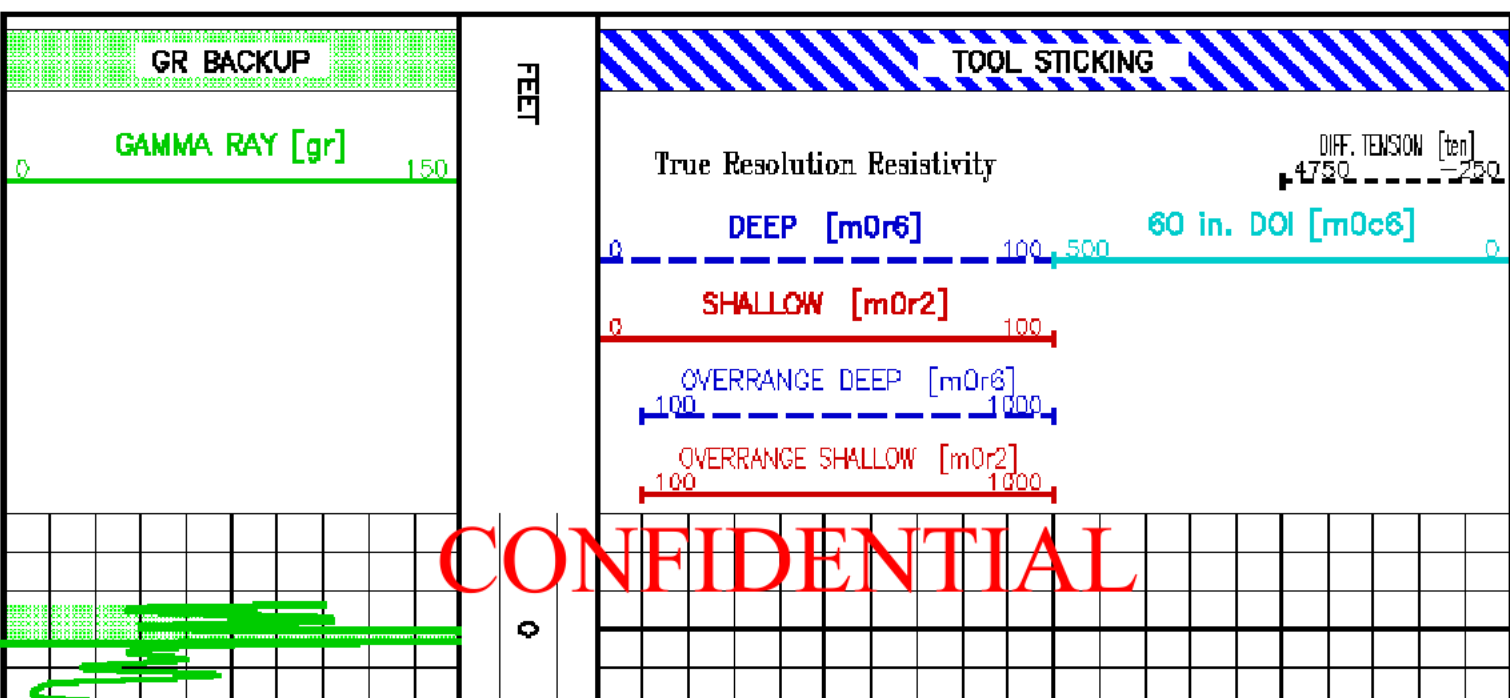 GR BACKUP
FEET
TOOL STICKING
GAMMA RAY [gr]
0 150
True Resolution Resistivity
DIFF. TENSION [ten]
4750 -250
DEEP [m0r6]
0 100
60 in. DOI [m0c6]
500 0
SHALLOW [m0r2]
0 100
OVERRANGE DEEP [m0r6]
100 1000
OVERRANGE SHALLOW [m0r2]
100 1000
CONFIDENTIAL
0